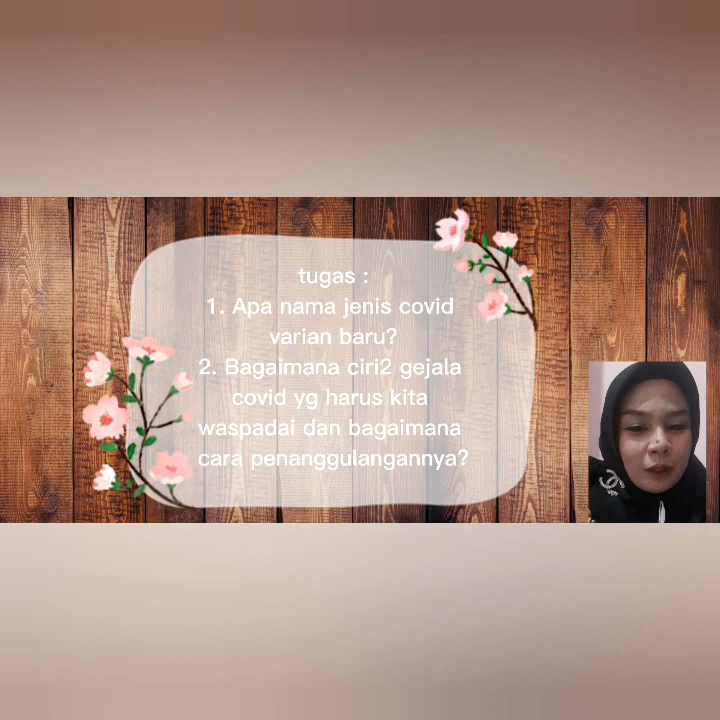 tugas :
1. Apa nama jenis covid
varian baru?
2. Bagaimana ciri2 gejala
covid yg harus kita
waspadai dan bagaimana
cara penanggulangannya?